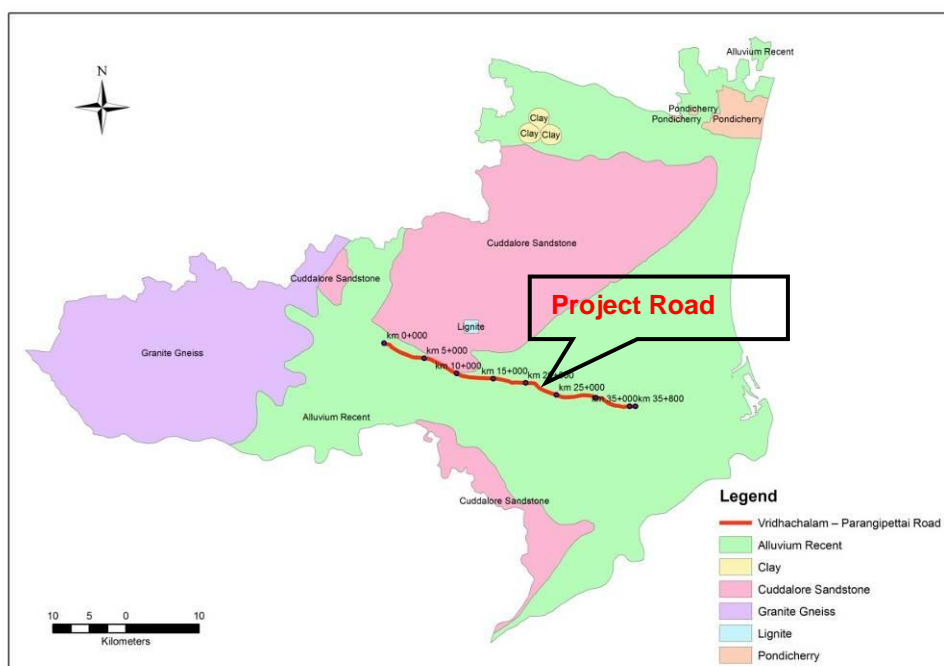 Alluvium Recent
N
Pondicherry
Pondicherry
Pondicherry
Clay
Clay
Clay
Cuddalore Sandstone
Cuddalore Sandstone
Project Road
Lignite
km 0+000
Granite Gneiss
km 5+000
km 10+000
km 15+000
km 25+000
km 35+000
km 35+800
Alluvium Recent
Cuddalore Sandstone
Legend
Vridhachalam – Parangipettai Road
Alluvium Recent
Clay
Cuddalore Sandstone
Granite Gneiss
Lignite
Pondicherry
10 5 0 10
Kilometers